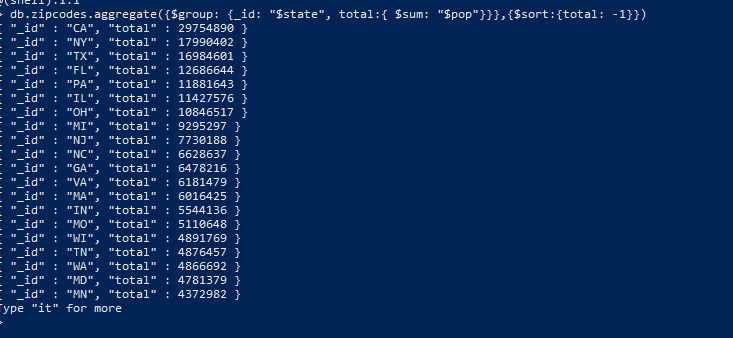 @(shell):1:1
> db.zipcodes.aggregate({$group: {_id: "$state", total:{ $sum: "$pop"}}},{$sort:{total: -1}})
{ "_id" : "CA", "total" : 29754890 }
{ "_id" : "NY", "total" : 17990402 }
{ "_id" : "TX", "total" : 16984601 }
{ "_id" : "FL", "total" : 12686644 }
{ "_id" : "PA", "total" : 11881643 }
{ "_id" : "IL", "total" : 11427576 }
{ "_id" : "OH", "total" : 10846517 }
{ "_id" : "MI", "total" : 9295297 }
{ "_id" : "NJ", "total" : 7730188 }
{ "_id" : "NC", "total" : 6628637 }
{ "_id" : "GA", "total" : 6478216 }
{ "_id" : "VA", "total" : 6181479 }
{ "_id" : "MA", "total" : 6016425 }
{ "_id" : "IN", "total" : 5544136 }
{ "_id" : "MO", "total" : 5110648 }
{ "_id" : "WI", "total" : 4891769 }
{ "_id" : "TN", "total" : 4876457 }
{ "_id" : "WA", "total" : 4866692 }
{ "_id" : "MD", "total" : 4781379 }
{ "_id" : "MN", "total" : 4372982 }
Type "it" for more
>